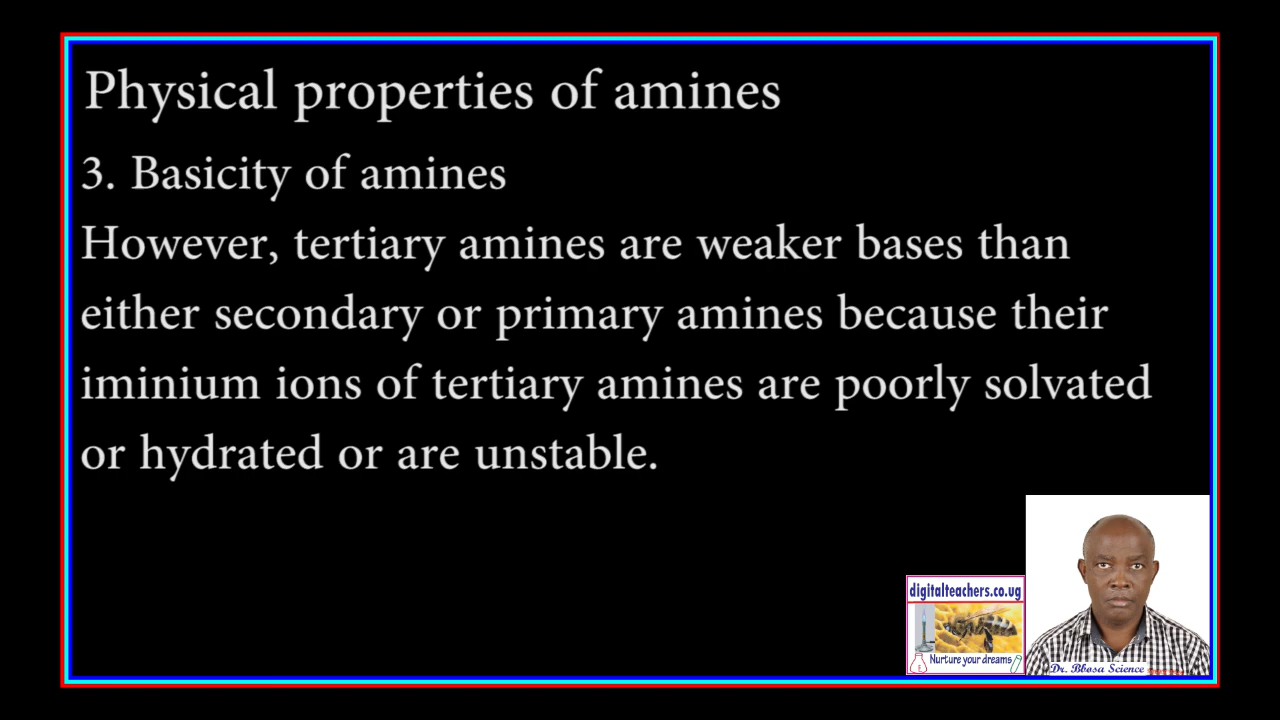 Physical properties of amines
3. Basicity of amines
However, tertiary amines are weaker bases than
either secondary or primary amines because their
iminium ions of tertiary amines are poorly solvated
or hydrated or are unstable.
digitalteachers.co.ug
Nurture your dreams
Dr. Bbosa Science